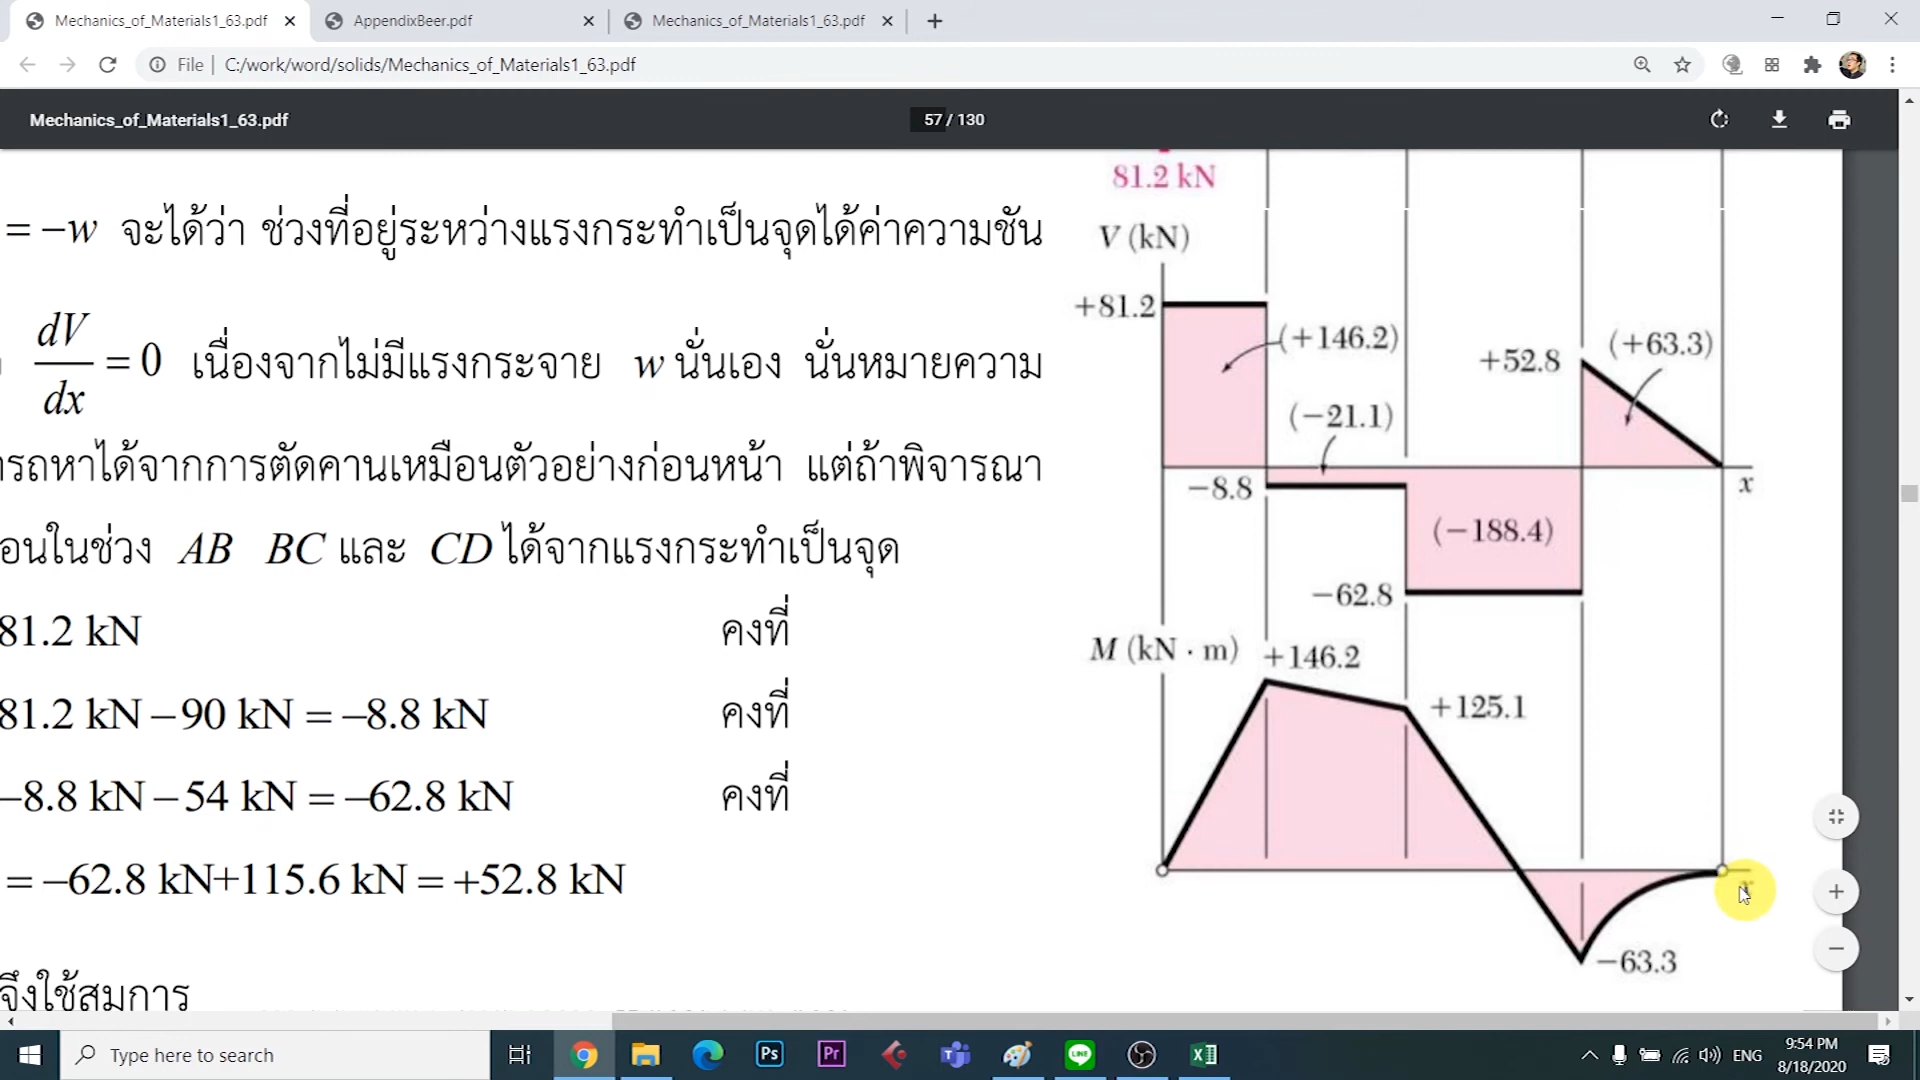 Mechanics_of_Materials1_63.pdf
AppendixBeer.pdf
Mechanics_of_Materials1_63.pdf
File
C:/work/word/solids/Mechanics_of_Materials1_63.pdf
Mechanics_of_Materials1_63.pdf
57 / 130
= −w จะได้ว่า ช่วงที่อยู่ระหว่างแรงกระทำเป็นจุดได้ค่าความชัน
dV/dx = 0 เนื่องจากไม่มีแรงกระจาย w นั่นเอง นั่นหมายความ
ารถหาได้จากการตัดคานเหมือนตัวอย่างก่อนหน้า แต่ถ้าพิจารณา
อนในช่วง AB BC และ CD ได้จากแรงกระทำเป็นจุด
81.2 kN คงที่
81.2 kN − 90 kN = −8.8 kN คงที่
−8.8 kN − 54 kN = −62.8 kN คงที่
= −62.8 kN+115.6 kN = +52.8 kN
จึงใช้สมการ
81.2 kN
V (kN)
+81.2
(+146.2)
+52.8
(+63.3)
(−21.1)
−8.8
x
(−188.4)
−62.8
M (kN · m)
+146.2
+125.1
−63.3
Type here to search
Ps
Pr
LINE
ENG
9:54 PM
8/18/2020